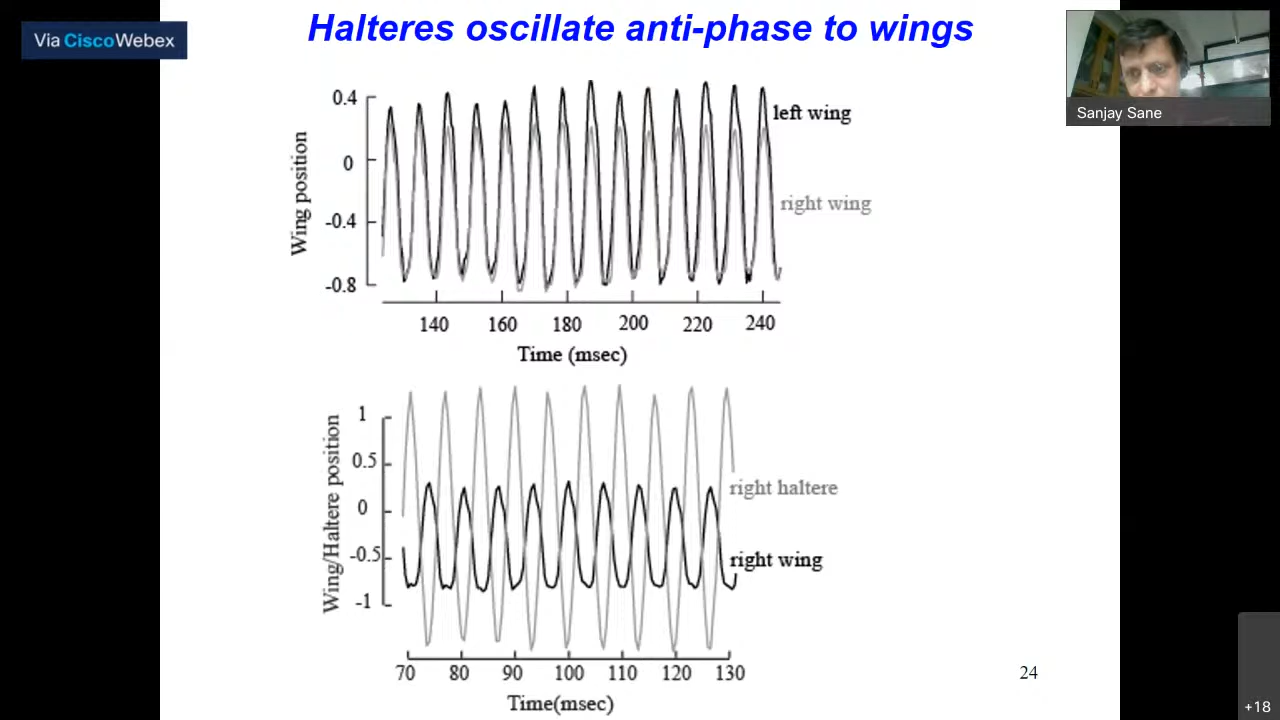 Halteres oscillate anti-phase to wings
Via Cisco Webex
Sanjay Sane
0.4
0
-0.4
-0.8
Wing position
left wing
right wing
140 160 180 200 220 240
Time (msec)
1
0.5
0
-0.5
-1
Wing/Haltere position
right haltere
right wing
70 80 90 100 110 120 130
Time(msec)
24
+18